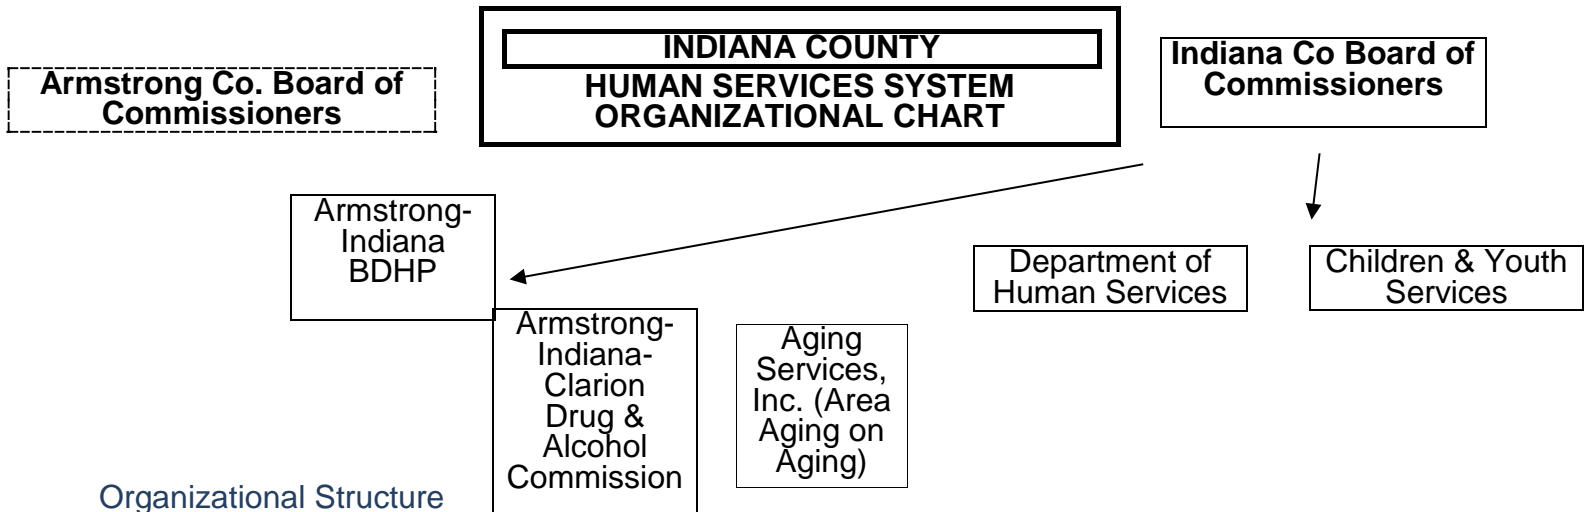 INDIANA COUNTY
HUMAN SERVICES SYSTEM
ORGANIZATIONAL CHART
Armstrong Co. Board of
Commissioners
Indiana Co Board of
Commissioners
Armstrong-
Indiana
BDHP
Armstrong-
Indiana-
Clarion
Drug &
Alcohol
Commission
Aging
Services,
Inc. (Area
Aging on
Aging)
Department of
Human Services
Children & Youth
Services
Organizational Structure